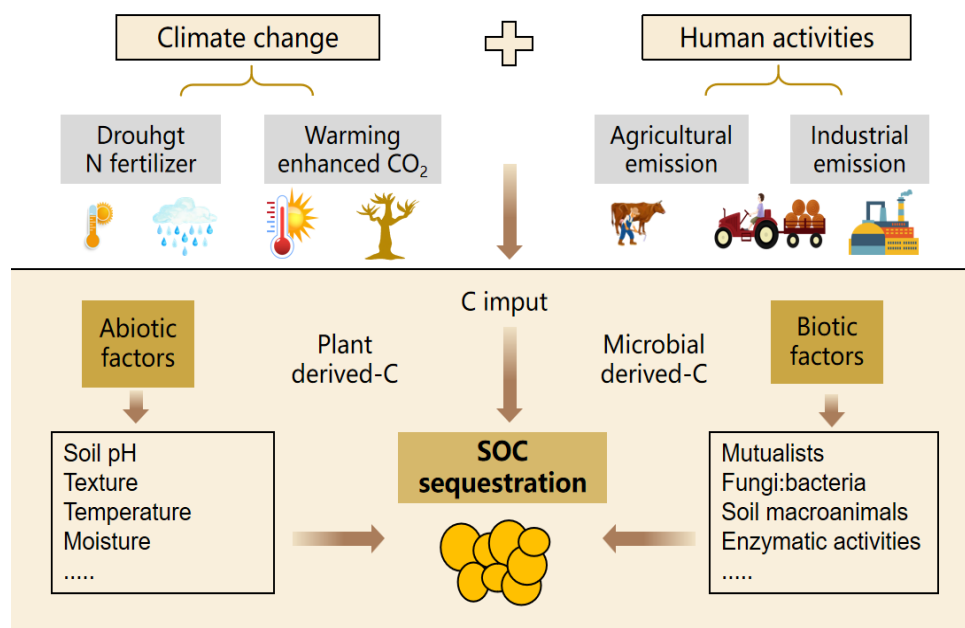 Climate change
Human activities
Drouhgt
N fertilizer
Warming
enhanced CO₂
Agricultural
emission
Industrial
emission
C imput
Abiotic
factors
Plant
derived-C
Microbial
derived-C
Biotic
factors
Soil pH
Texture
Temperature
Moisture
.....
SOC
sequestration
Mutualists
Fungi:bacteria
Soil macroanimals
Enzymatic activities
.....